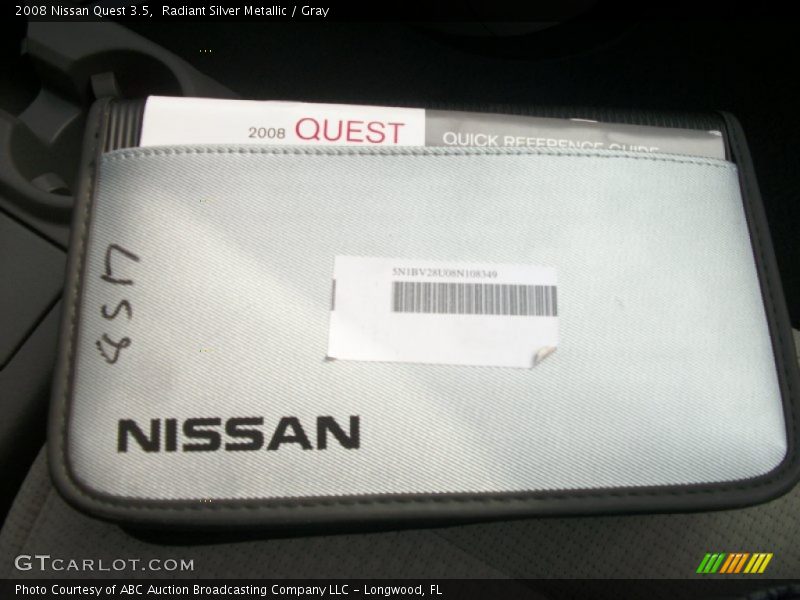 2008 Nissan Quest 3.5, Radiant Silver Metallic / Gray
2008 QUEST
QUICK REFERENCE GUIDE
5N1BV28U08N108349
NISSAN
GTCARLOT.COM
Photo Courtesy of ABC Auction Broadcasting Company LLC - Longwood, FL